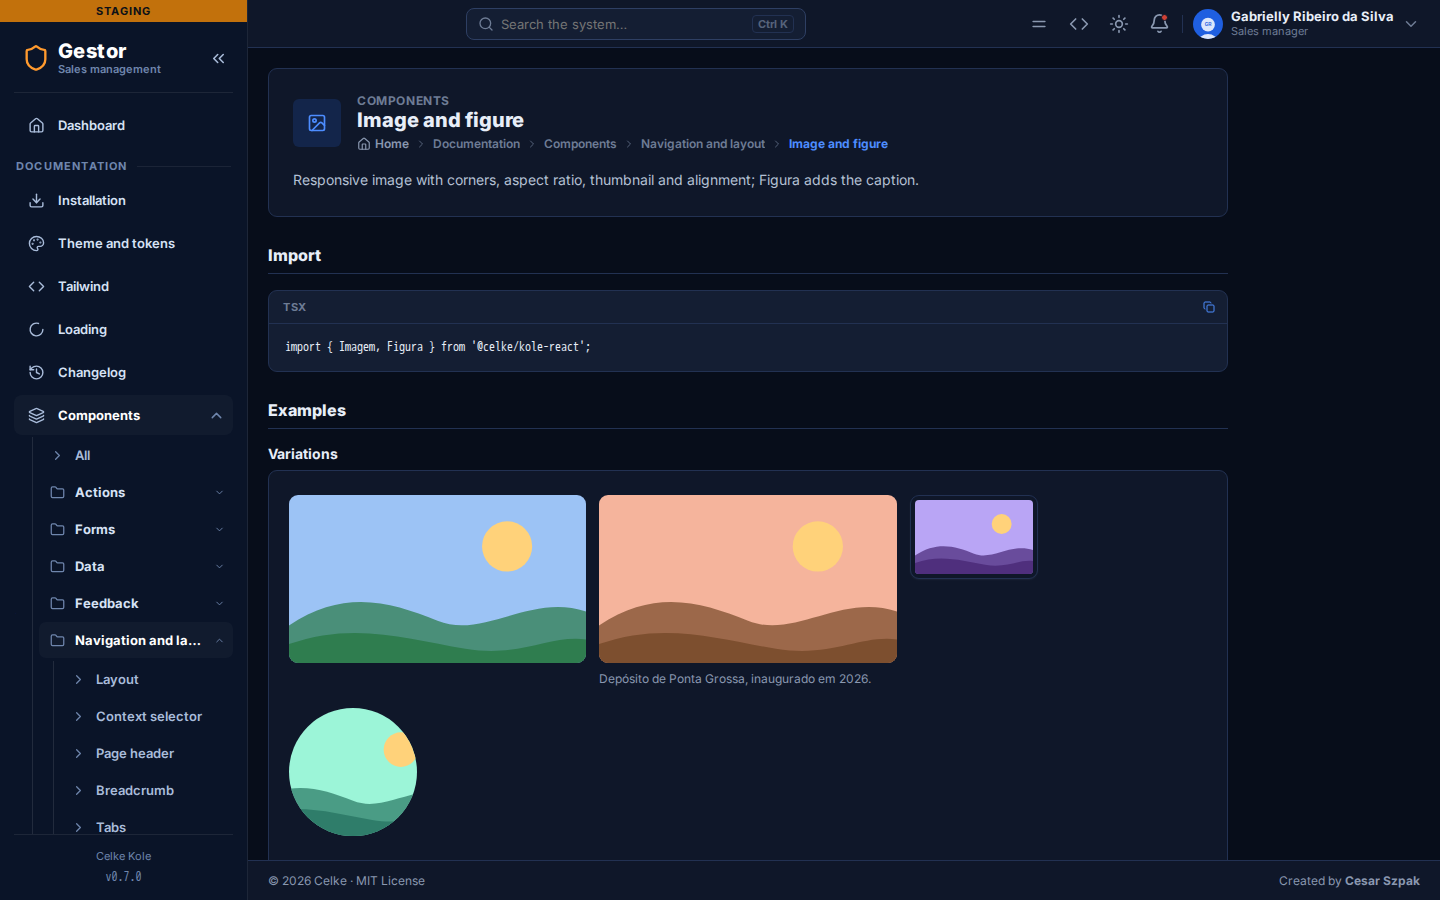 STAGING
Gestor
Sales management
Dashboard
DOCUMENTATION
Installation
Theme and tokens
Tailwind
Loading
Changelog
Components
All
Actions
Forms
Data
Feedback
Navigation and la...
Layout
Context selector
Page header
Breadcrumb
Tabs
Celke Kole
v0.7.0
Search the system...
Ctrl K
GR
Gabrielly Ribeiro da Silva
Sales manager
COMPONENTS
Image and figure
Home
Documentation
Components
Navigation and layout
Image and figure
Responsive image with corners, aspect ratio, thumbnail and alignment; Figura adds the caption.
Import
TSX
import { Imagem, Figura } from '@celke/kole-react';
Examples
Variations
Depósito de Ponta Grossa, inaugurado em 2026.
© 2026 Celke · MIT License
Created by Cesar Szpak